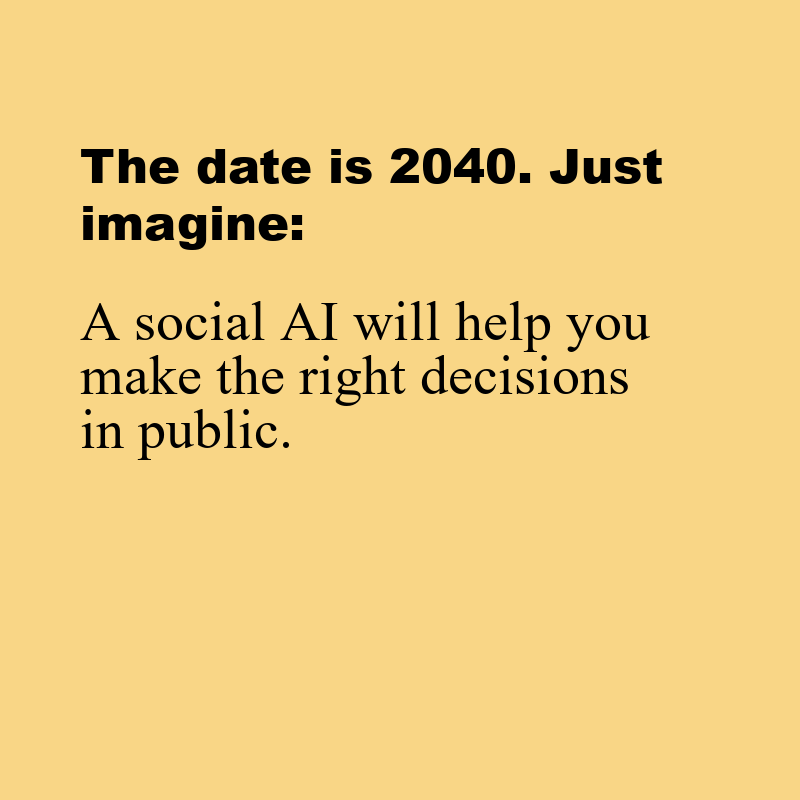 The date is 2040. Just
imagine:
A social AI will help you
make the right decisions
in public.